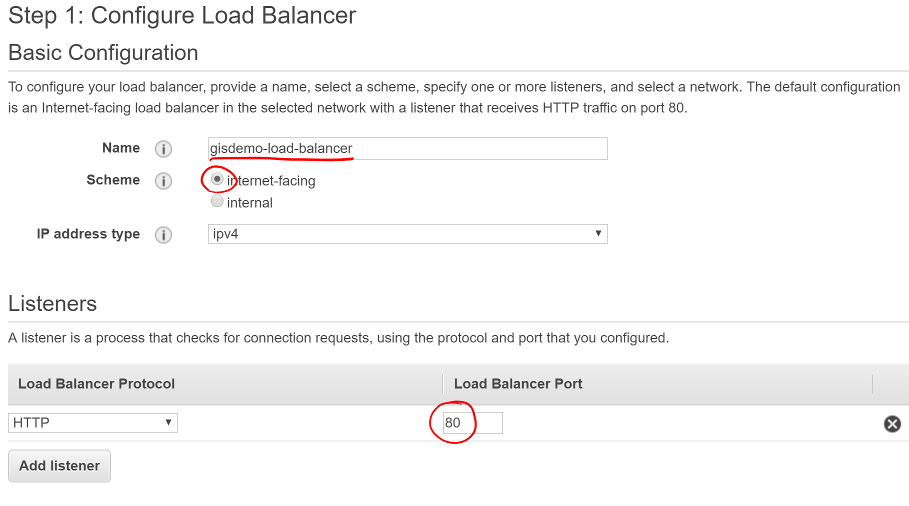 Step 1: Configure Load Balancer
Basic Configuration
To configure your load balancer, provide a name, select a scheme, specify one or more listeners, and select a network. The default configuration
is an Internet-facing load balancer in the selected network with a listener that receives HTTP traffic on port 80.
Name i gisdemo-load-balancer
Scheme i internet-facing
internal
IP address type i ipv4
Listeners
A listener is a process that checks for connection requests, using the protocol and port that you configured.
Load Balancer Protocol Load Balancer Port
HTTP 80
Add listener